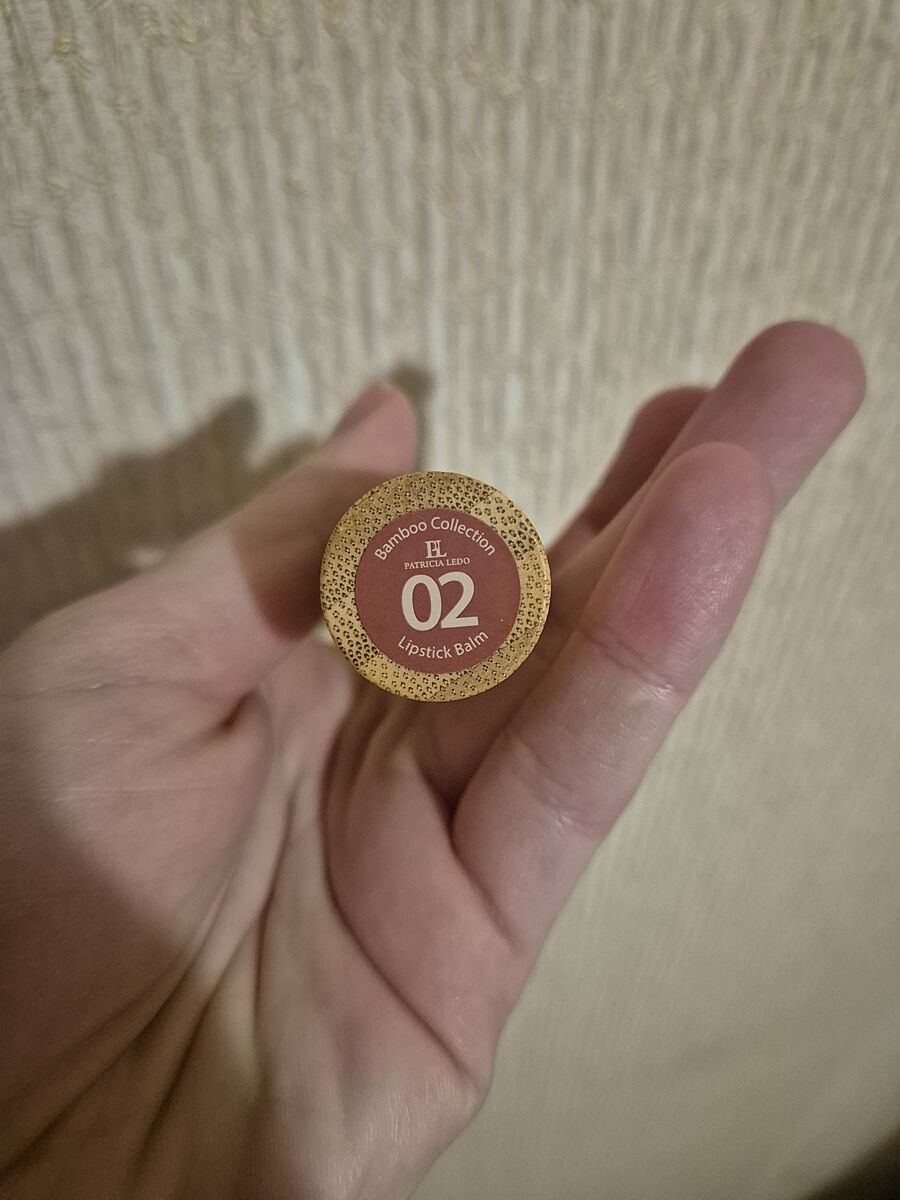 Bamboo Collection
PL
PATRICIA LEDO
02
Lipstick Balm